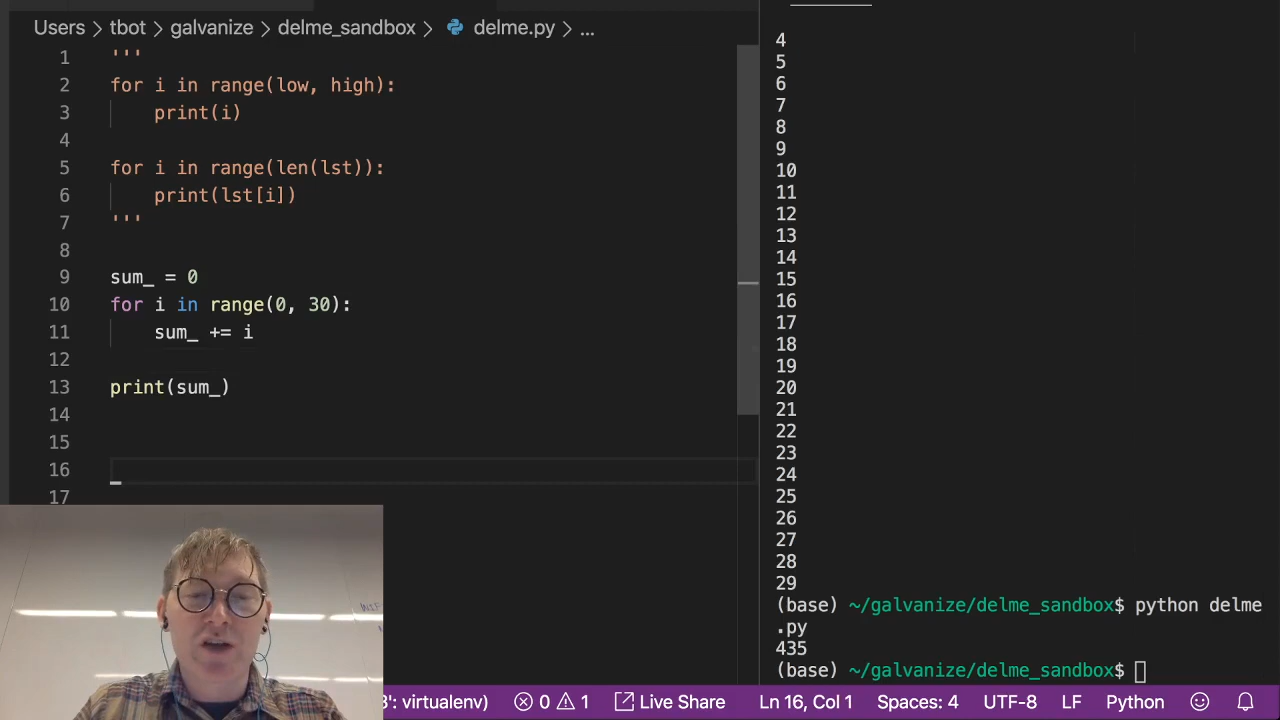 Users > tbot > galvanize > delme_sandbox > delme.py > ...
1 '''
2 for i in range(low, high):
3 print(i)
4
5 for i in range(len(lst)):
6 print(lst[i])
7 '''
8
9 sum_ = 0
10 for i in range(0, 30):
11 sum_ += i
12
13 print(sum_)
14
15
16
17
4
5
6
7
8
9
10
11
12
13
14
15
16
17
18
19
20
21
22
23
24
25
26
27
28
29
(base) ~/galvanize/delme_sandbox$ python delme
.py
435
(base) ~/galvanize/delme_sandbox$
3': virtualenv) 0 1 Live Share Ln 16, Col 1 Spaces: 4 UTF-8 LF Python